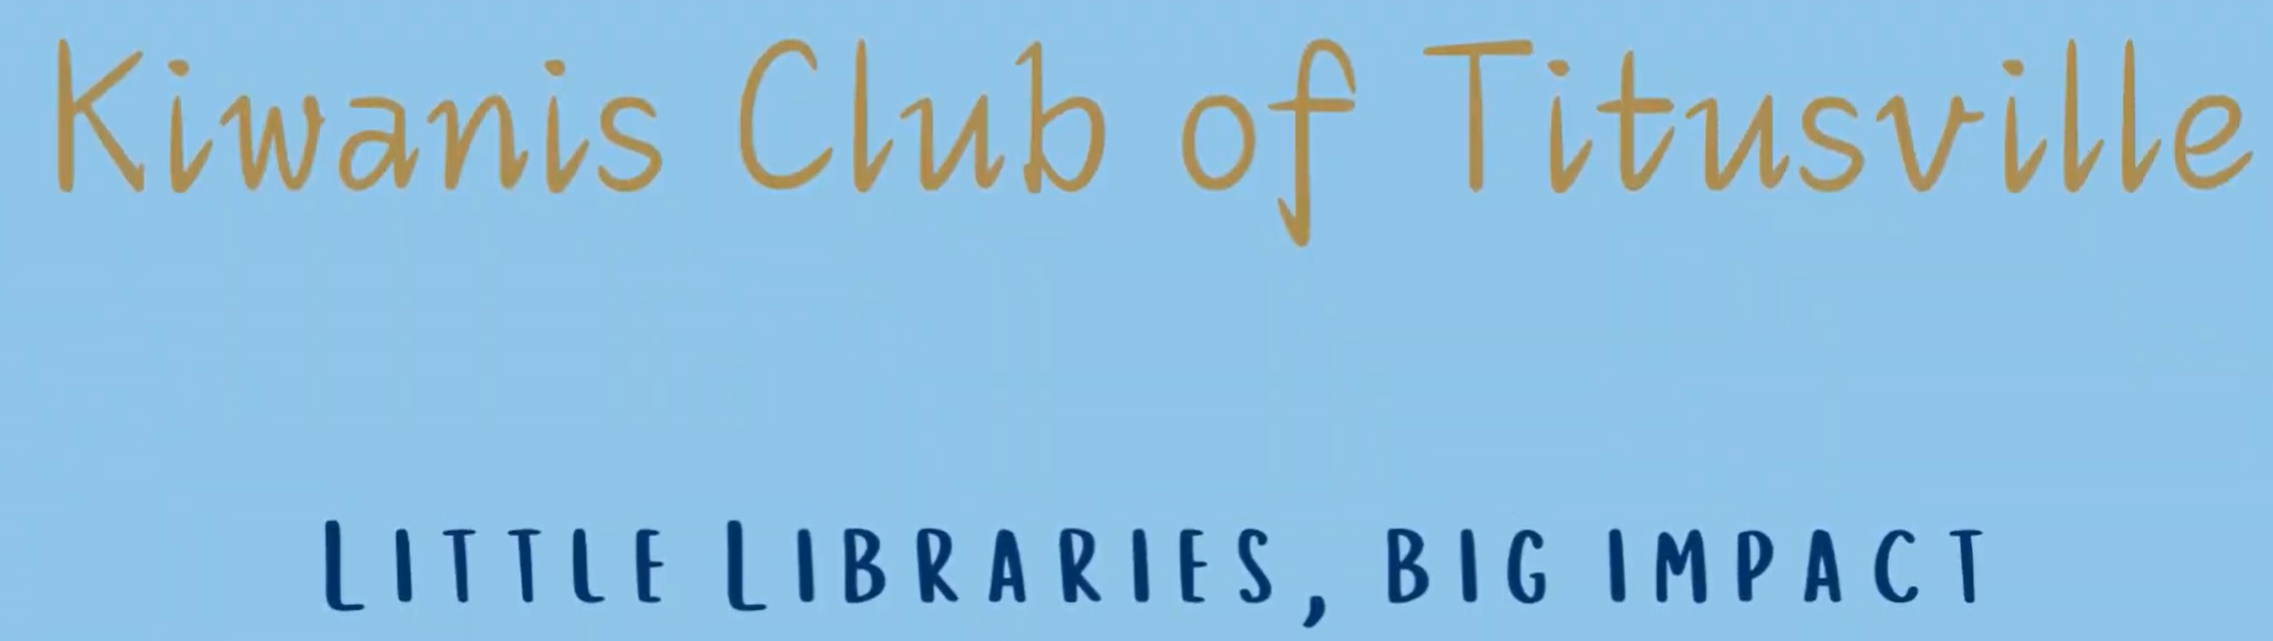 Kiwanis Club of Titusville
LITTLE LIBRARIES, BIG IMPACT